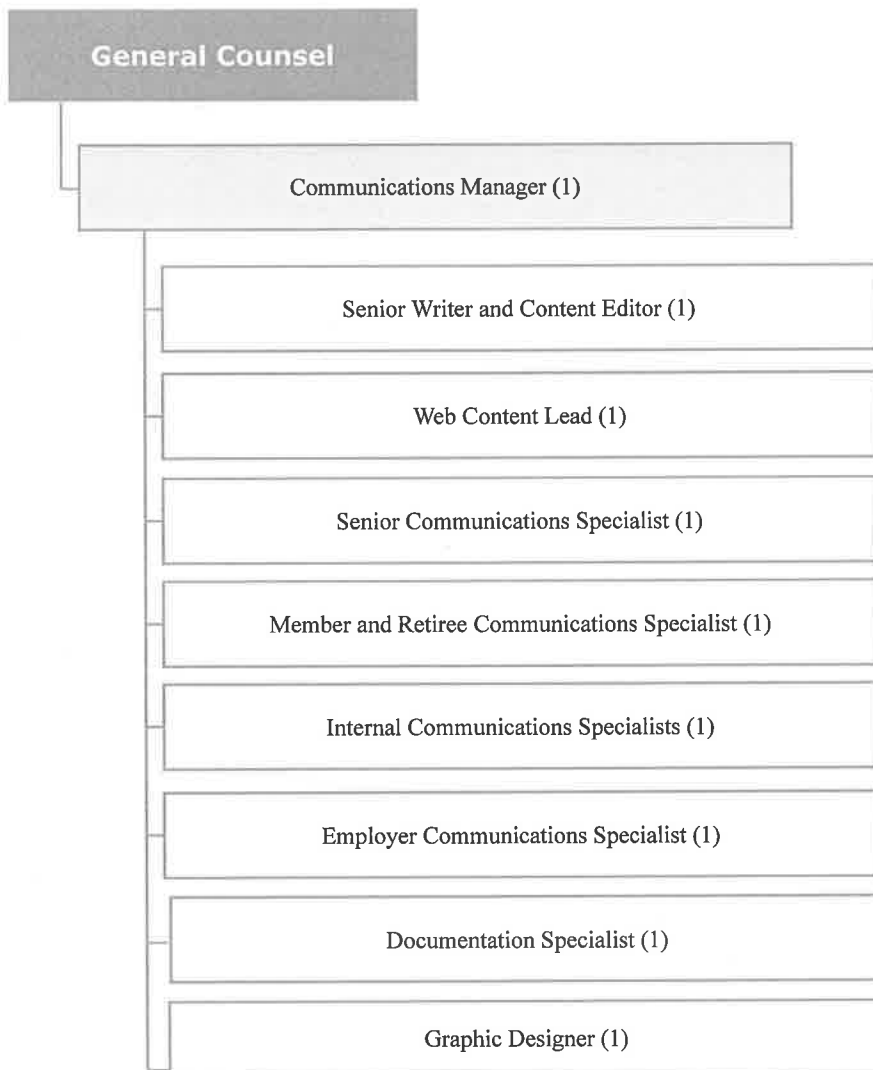 General Counsel
Communications Manager (1)
Senior Writer and Content Editor (1)
Web Content Lead (1)
Senior Communications Specialist (1)
Member and Retiree Communications Specialist (1)
Internal Communications Specialists (1)
Employer Communications Specialist (1)
Documentation Specialist (1)
Graphic Designer (1)